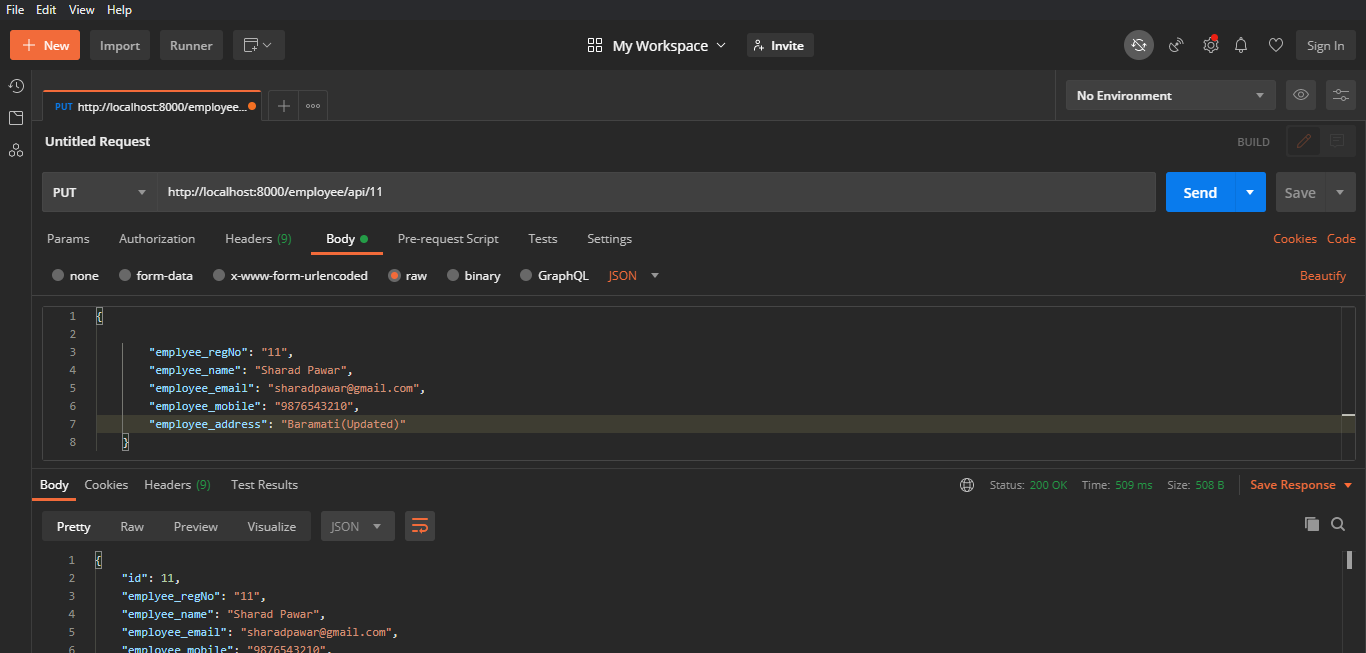 File Edit View Help
New Import Runner My Workspace Invite Sign In
PUT http://localhost:8000/employee... No Environment
Untitled Request BUILD
PUT http://localhost:8000/employee/api/11 Send Save
Params Authorization Headers (9) Body Pre-request Script Tests Settings Cookies Code
none form-data x-www-form-urlencoded raw binary GraphQL JSON Beautify
1 {
2
3 "emplyee_regNo": "11",
4 "emplyee_name": "Sharad Pawar",
5 "employee_email": "sharadpawar@gmail.com",
6 "employee_mobile": "9876543210",
7 "employee_address": "Baramati(Updated)"
8 }
Body Cookies Headers (9) Test Results Status: 200 OK Time: 509 ms Size: 508 B Save Response
Pretty Raw Preview Visualize JSON
1 {
2 "id": 11,
3 "emplyee_regNo": "11",
4 "emplyee_name": "Sharad Pawar",
5 "employee_email": "sharadpawar@gmail.com",
6 "employee_mobile": "9876543210",